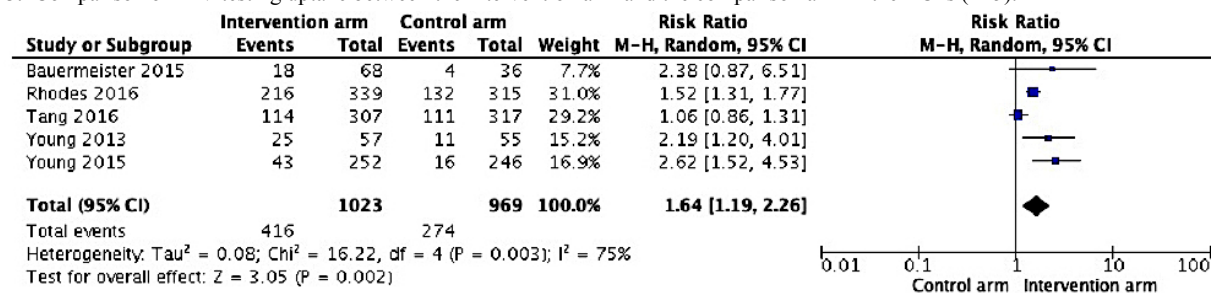 Intervention arm Control arm Risk Ratio Risk Ratio
Study or Subgroup Events Total Events Total Weight M-H, Random, 95% CI M-H, Random, 95% CI
Bauermeister 2015 18 68 4 36 7.7% 2.38 [0.87, 6.51]
Rhodes 2016 216 339 132 315 31.0% 1.52 [1.31, 1.77]
Tang 2016 114 307 111 317 29.2% 1.06 [0.86, 1.31]
Young 2013 25 57 11 55 15.2% 2.19 [1.20, 4.01]
Young 2015 43 252 16 246 16.9% 2.62 [1.52, 4.53]
Total (95% CI) 1023 969 100.0% 1.64 [1.19, 2.26]
Total events 416 274
Heterogeneity: Tau² = 0.08; Chi² = 16.22, df = 4 (P = 0.003); I² = 75%
Test for overall effect: Z = 3.05 (P = 0.002)
0.01 0.1 1 10 100
Control arm Intervention arm